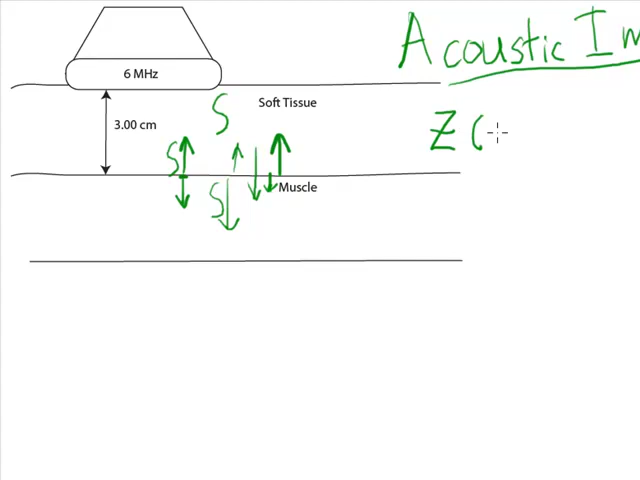 Acoustic Im
6 MHz
Soft Tissue
3.00 cm
S
Z (
S
S
Muscle